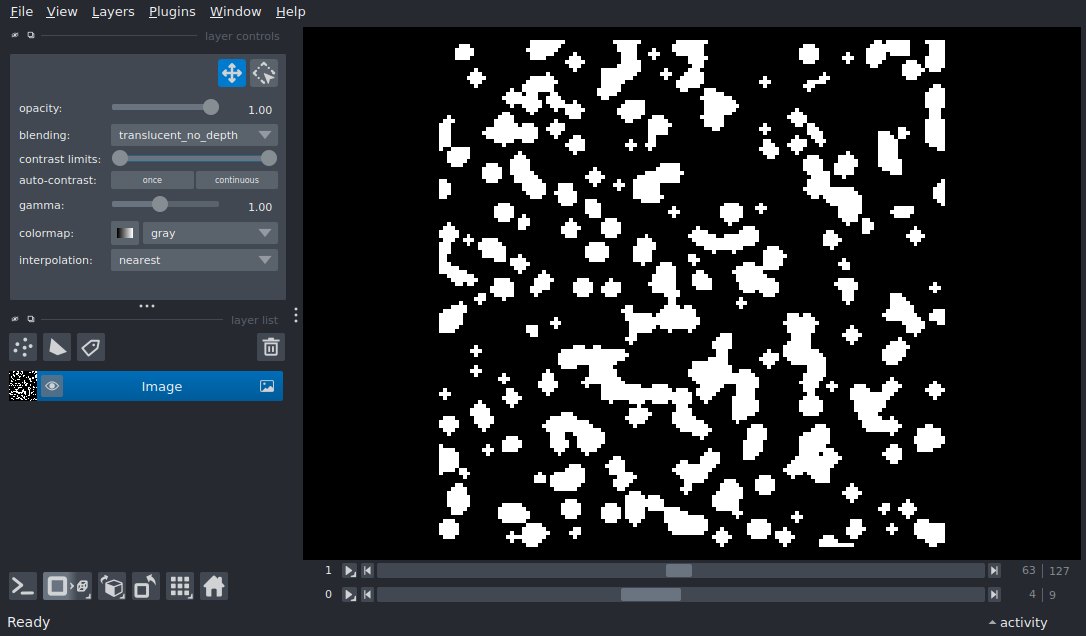 File View Layers Plugins Window Help
layer controls
opacity: 1.00
blending: translucent_no_depth
contrast limits:
auto-contrast: once continuous
gamma: 1.00
colormap: gray
interpolation: nearest
layer list
Image
1 63 127
0 4 9
Ready activity